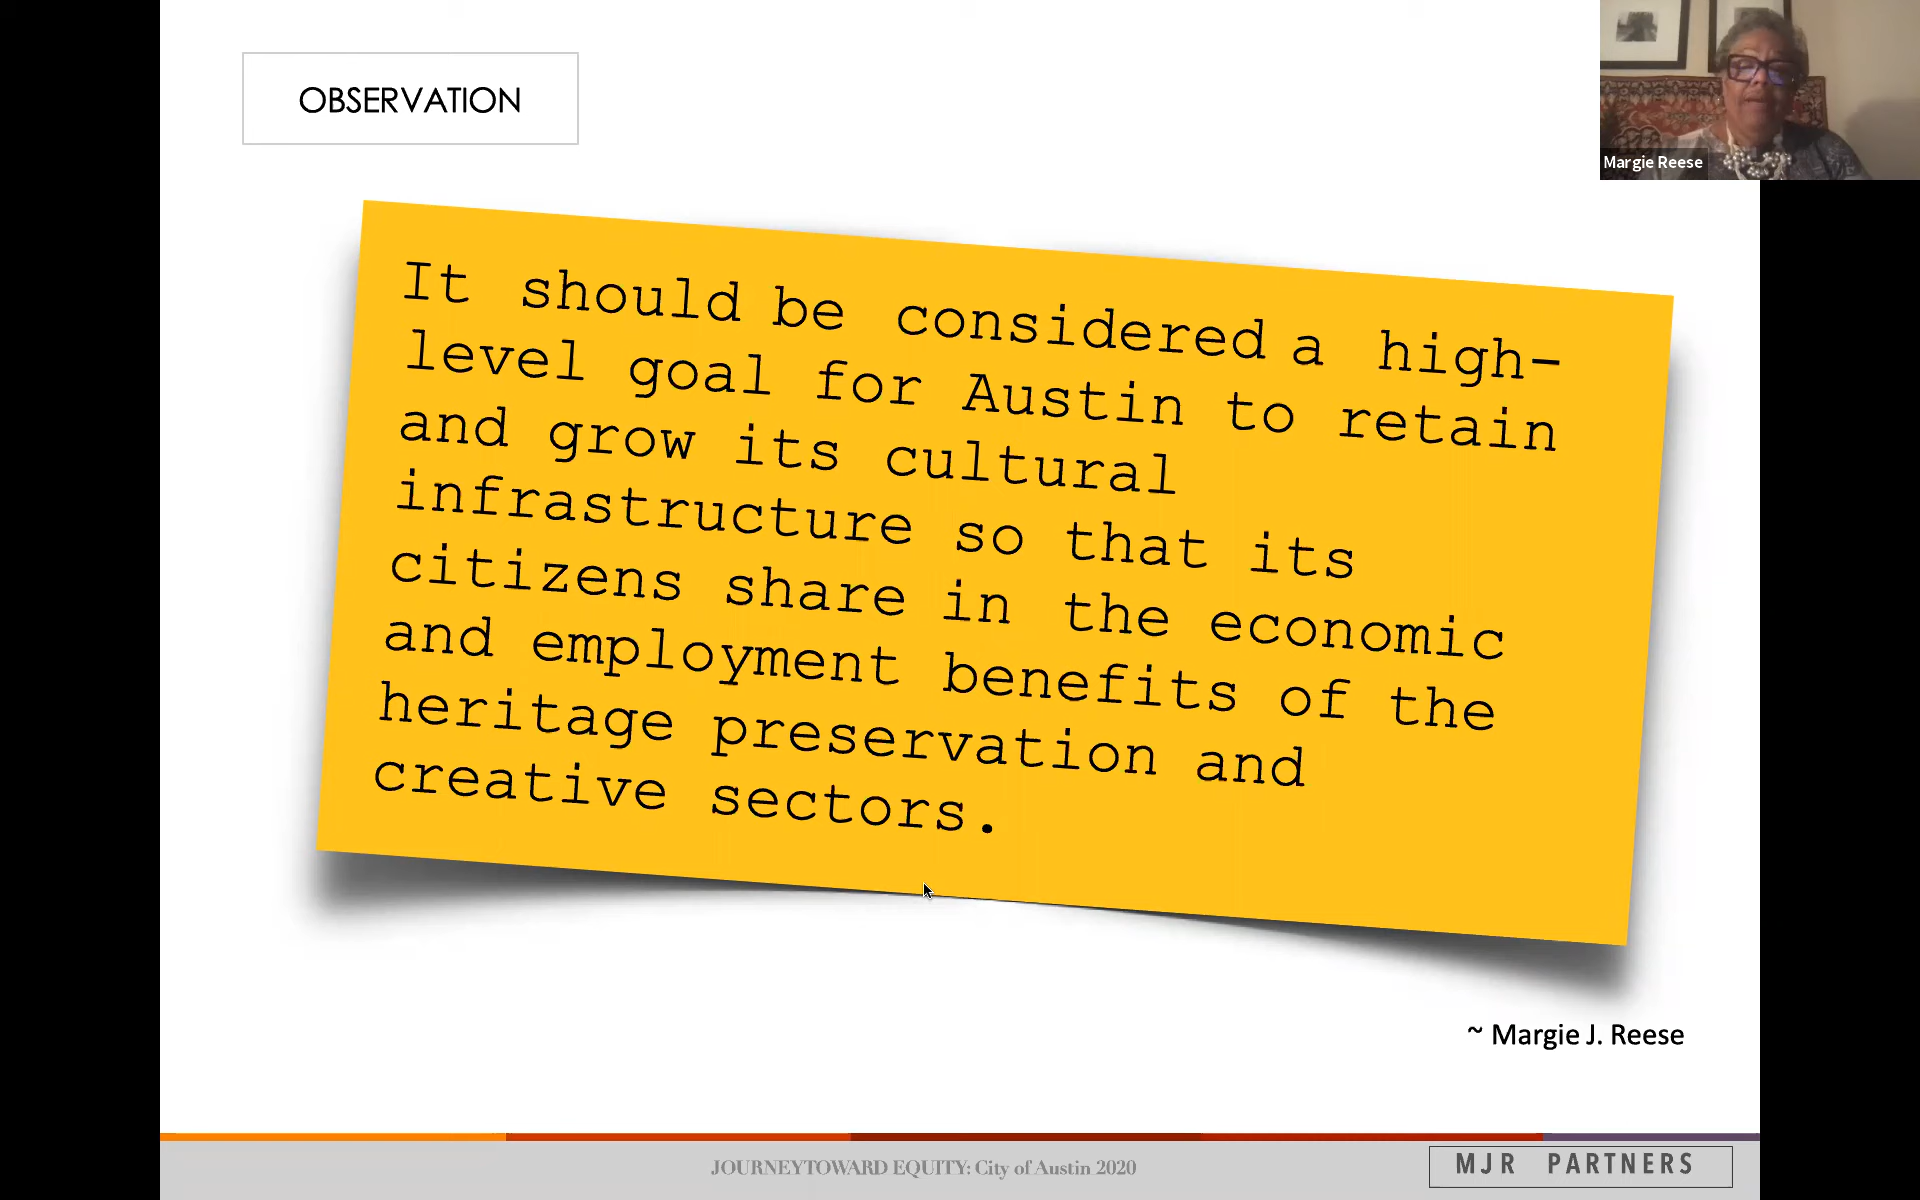 OBSERVATION
Margie Reese
It should be considered a high-
level goal for Austin to retain
and grow its cultural
infrastructure so that its
citizens share in the economic
and employment benefits of the
heritage preservation and
creative sectors.
~ Margie J. Reese
JOURNEYTOWARD EQUITY: City of Austin 2020
MJR PARTNERS